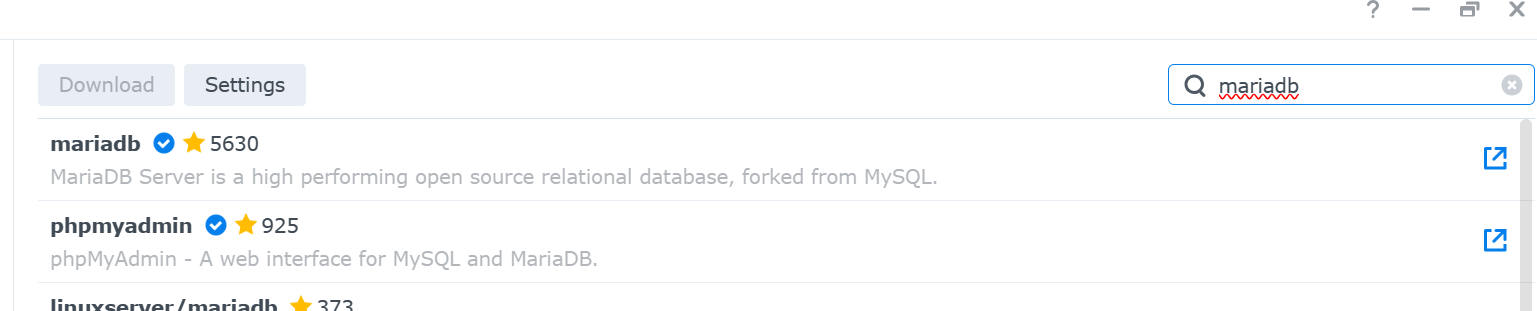 ?
Download Settings mariadb
mariadb 5630
MariaDB Server is a high performing open source relational database, forked from MySQL.
phpmyadmin 925
phpMyAdmin - A web interface for MySQL and MariaDB.
linuxserver/mariadb 373